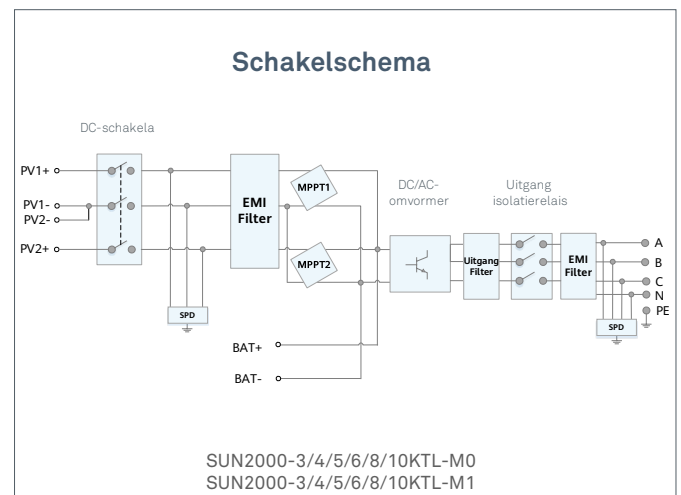 Schakelschema
DC-schakela
PV1+
PV1-
PV2-
PV2+
EMI
Filter
MPPT1
MPPT2
DC/AC-
omvormer
Uitgang
isolatierelais
Uitgang
Filter
EMI
Filter
A
B
C
N
PE
SPD
SPD
BAT+
BAT-
SUN2000-3/4/5/6/8/10KTL-M0
SUN2000-3/4/5/6/8/10KTL-M1